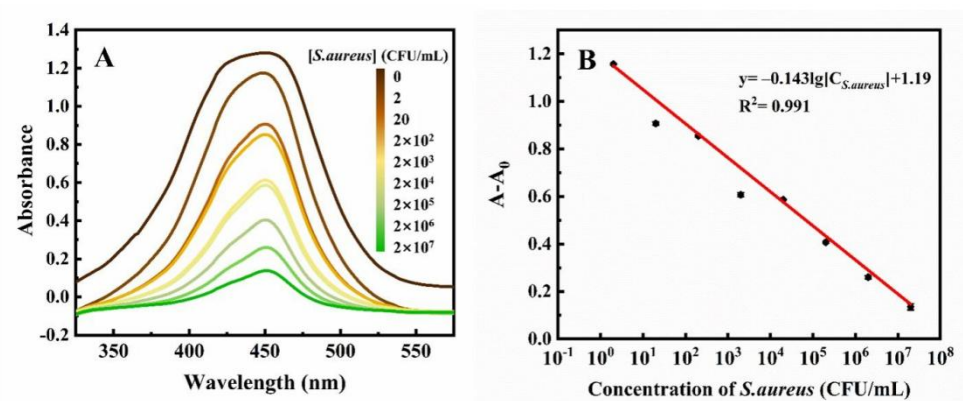 A
[S.aureus] (CFU/mL)
0
2
20
2×10²
2×10³
2×10⁴
2×10⁵
2×10⁶
2×10⁷
1.4
1.2
1.0
0.8
0.6
0.4
0.2
0.0
-0.2
Absorbance
350 400 450 500 550
Wavelength (nm)
B
y= –0.143lg|C_S.aureus|+1.19
R²= 0.991
1.2
1.0
0.8
0.6
0.4
0.2
0.0
A-A₀
10⁻¹ 10⁰ 10¹ 10² 10³ 10⁴ 10⁵ 10⁶ 10⁷ 10⁸
Concentration of S.aureus (CFU/mL)